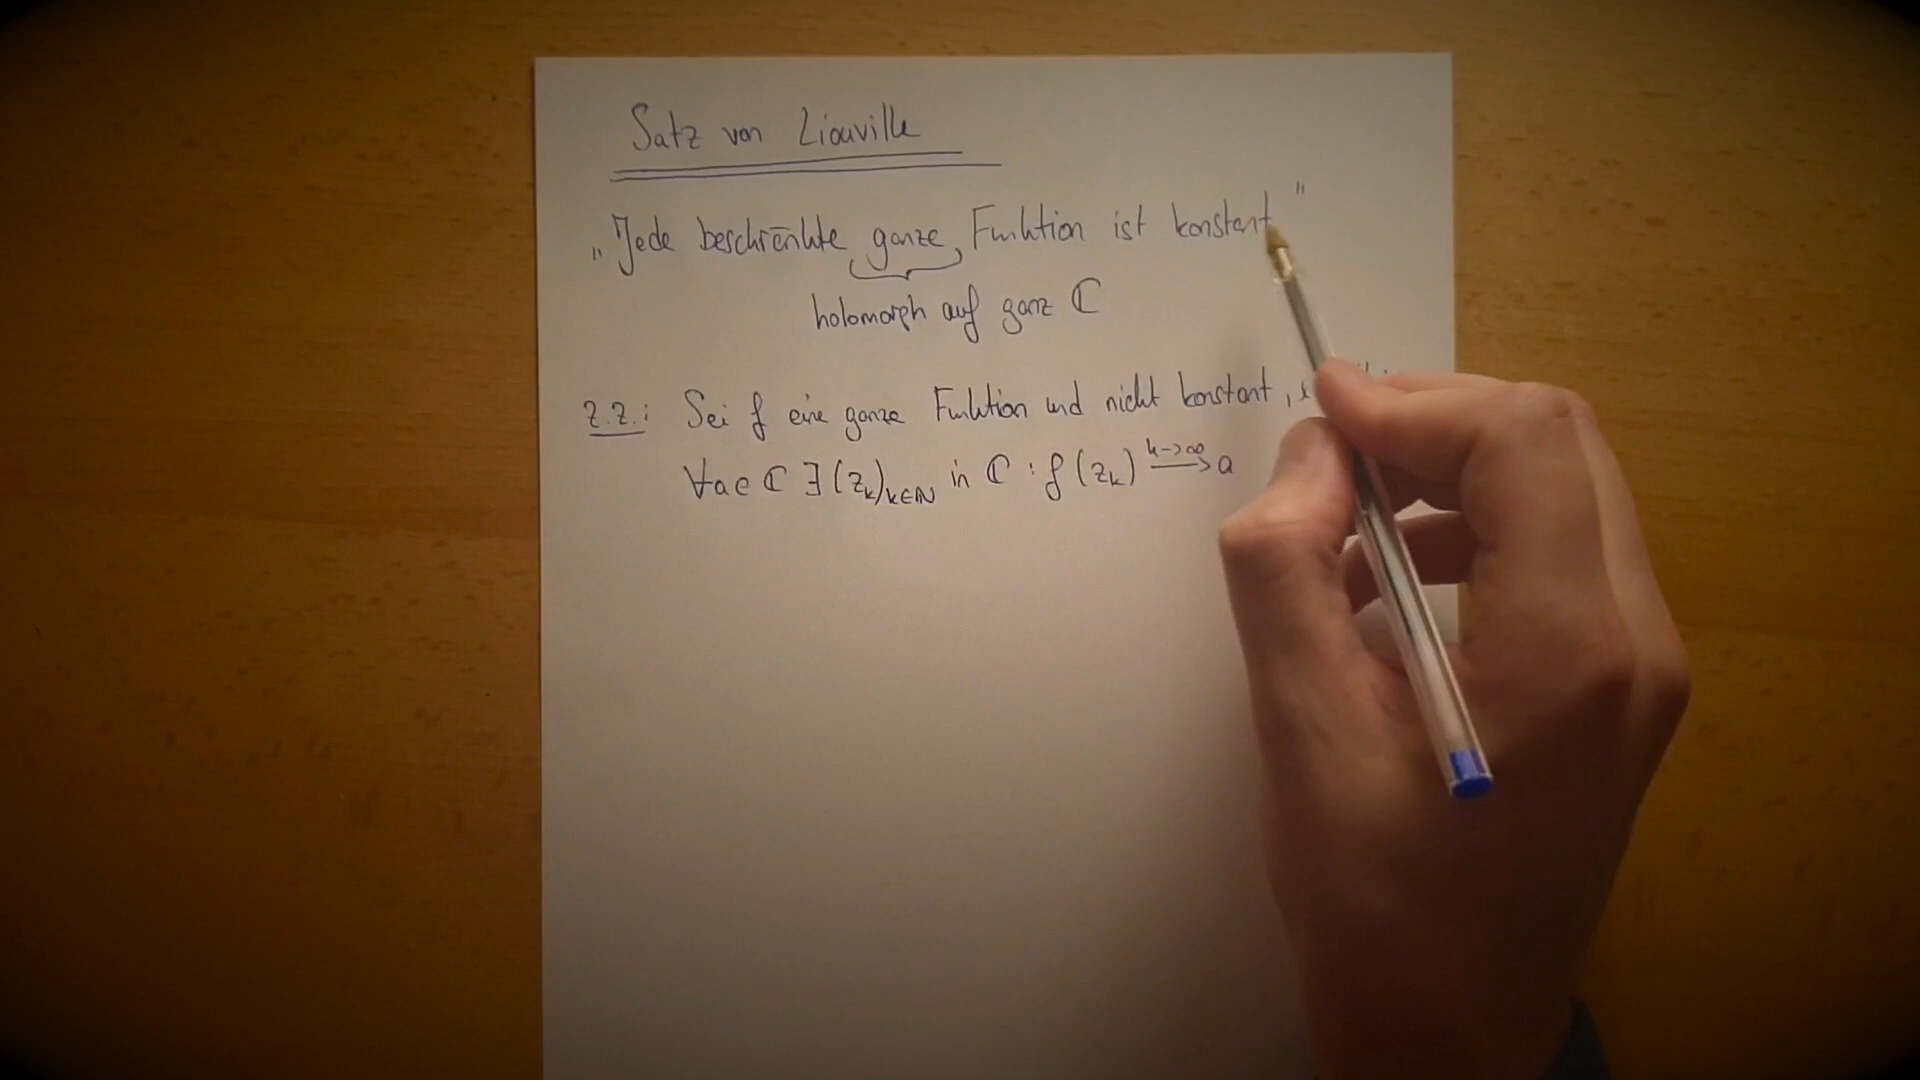 Satz von Liouville
„Jede beschränkte ganze Funktion ist konstant"
holomorph auf ganz ℂ
z.z.: Sei f eine ganze Funktion und nicht konstant,
∀a∈ℂ ∃(z_k)_{k∈ℕ} in ℂ : f(z_k) \xrightarrow{k->∞} a